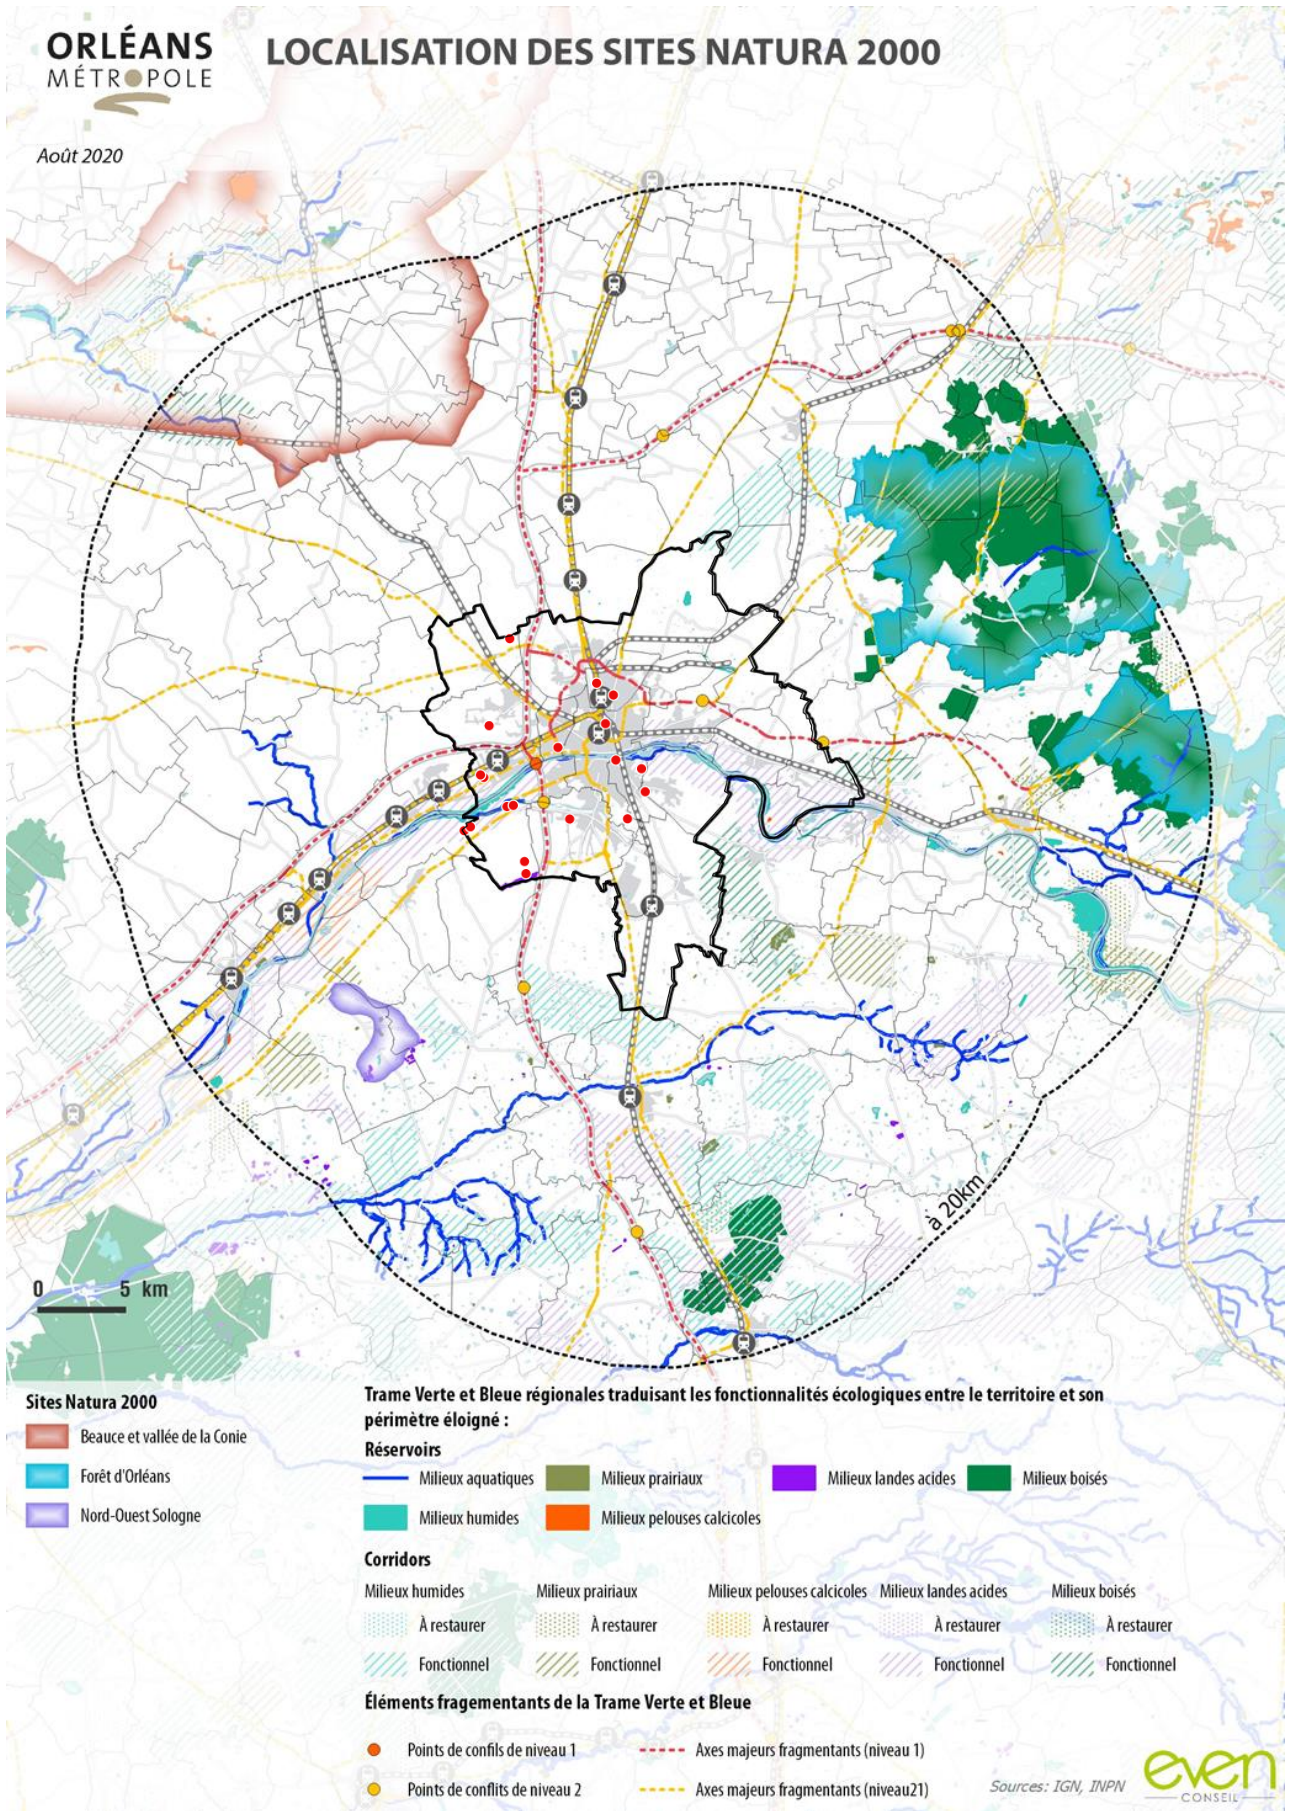 ORLÉANS
MÉTROPOLE
LOCALISATION DES SITES NATURA 2000
Août 2020
à 20km
0 5 km
Sites Natura 2000
Beauce et vallée de la Conie
Forêt d'Orléans
Nord-Ouest Sologne
Trame Verte et Bleue régionales traduisant les fonctionnalités écologiques entre le territoire et son
périmètre éloigné :
Réservoirs
Milieux aquatiques Milieux prairiaux Milieux landes acides Milieux boisés
Milieux humides Milieux pelouses calcicoles
Corridors
Milieux humides Milieux prairiaux Milieux pelouses calcicoles Milieux landes acides Milieux boisés
À restaurer À restaurer À restaurer À restaurer À restaurer
Fonctionnel Fonctionnel Fonctionnel Fonctionnel Fonctionnel
Éléments fragementants de la Trame Verte et Bleue
Points de confils de niveau 1 Axes majeurs fragmentants (niveau 1)
Points de conflits de niveau 2 Axes majeurs fragmentants (niveau21)
Sources: IGN, INPN
even
CONSEIL